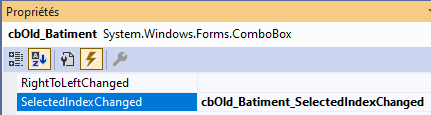 Propriétés
cbOld_Batiment System.Windows.Forms.ComboBox
RightToLeftChanged
SelectedIndexChanged cbOld_Batiment_SelectedIndexChanged